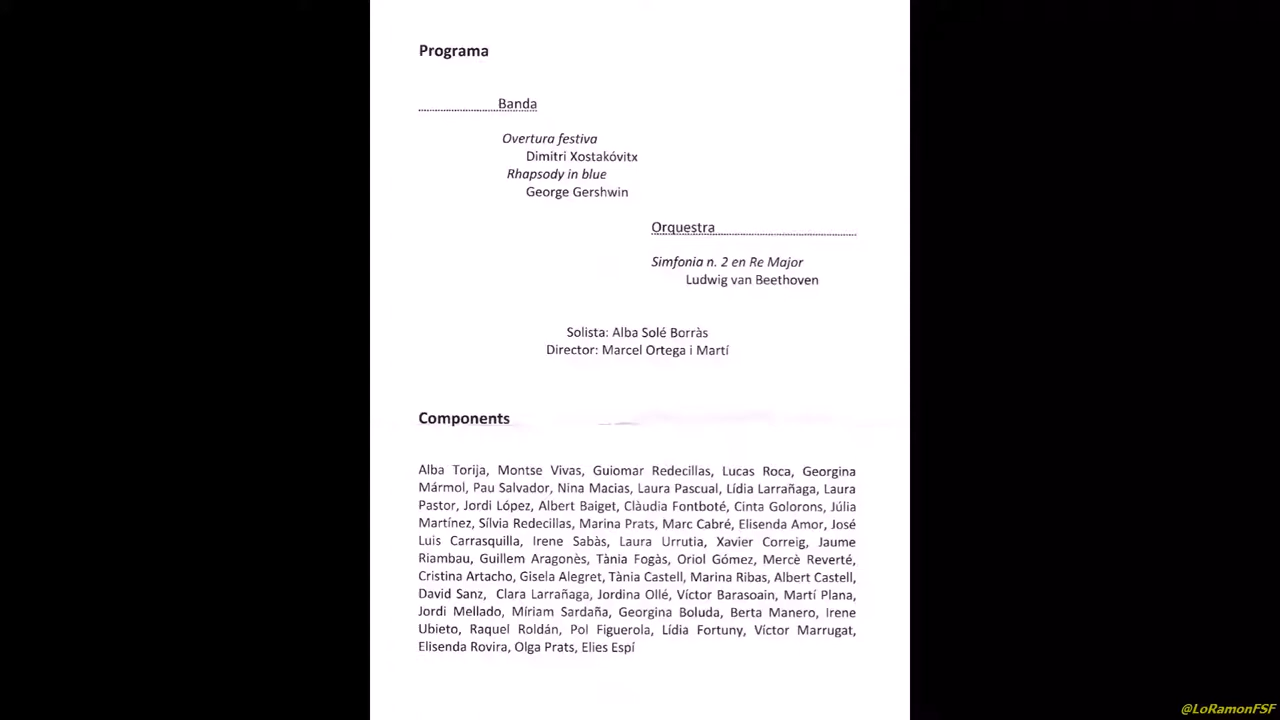 Programa
Banda
Overtura festiva
Dimitri Xostakóvitx
Rhapsody in blue
George Gershwin
Orquestra
Simfonia n. 2 en Re Major
Ludwig van Beethoven
Solista: Alba Solé Borràs
Director: Marcel Ortega i Martí
Components
Alba Torija, Montse Vivas, Guiomar Redecillas, Lucas Roca, Georgina
Mármol, Pau Salvador, Nina Macias, Laura Pascual, Lídia Larrañaga, Laura
Pastor, Jordi López, Albert Baiget, Clàudia Fontboté, Cinta Golorons, Júlia
Martínez, Sílvia Redecillas, Marina Prats, Marc Cabré, Elisenda Amor, José
Luis Carrasquilla, Irene Sabàs, Laura Urrutia, Xavier Correig, Jaume
Riambau, Guillem Aragonès, Tània Fogàs, Oriol Gómez, Mercè Reverté,
Cristina Artacho, Gisela Alegret, Tània Castell, Marina Ribas, Albert Castell,
David Sanz, Clara Larrañaga, Jordina Ollé, Víctor Barasoain, Martí Plana,
Jordi Mellado, Míriam Sardaña, Georgina Boluda, Berta Manero, Irene
Ubieto, Raquel Roldán, Pol Figuerola, Lídia Fortuny, Víctor Marrugat,
Elisenda Rovira, Olga Prats, Elies Espí
@LoRamonFSF